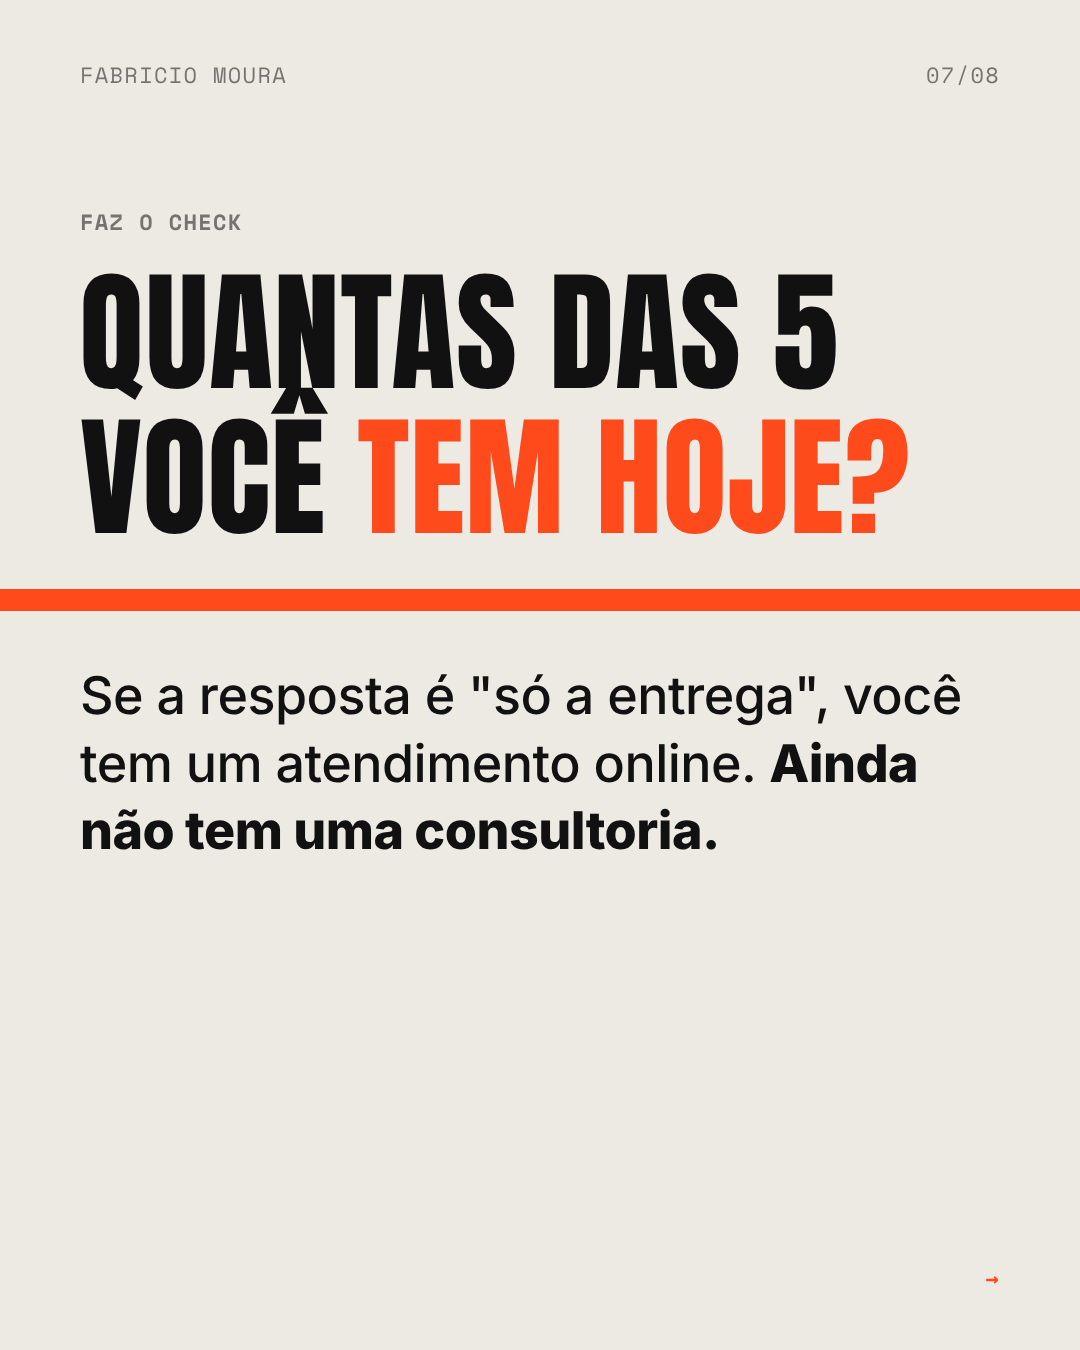 FABRICIO MOURA
07/08
FAZ O CHECK
QUANTAS DAS 5
VOCÊ TEM HOJE?
Se a resposta é "só a entrega", você
tem um atendimento online. Ainda
não tem uma consultoria.
→